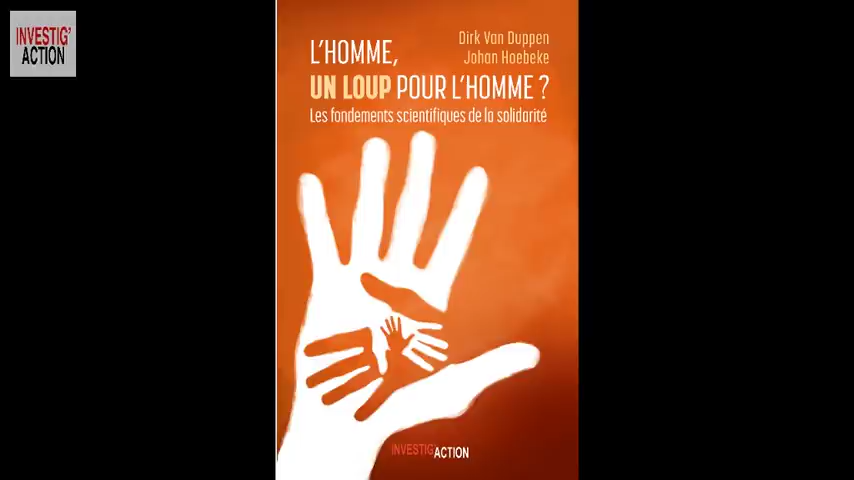 INVESTIG'
ACTION
Dirk Van Duppen
Johan Hoebeke
L'HOMME,
UN LOUP POUR L'HOMME ?
Les fondements scientifiques de la solidarité
INVESTIG'ACTION